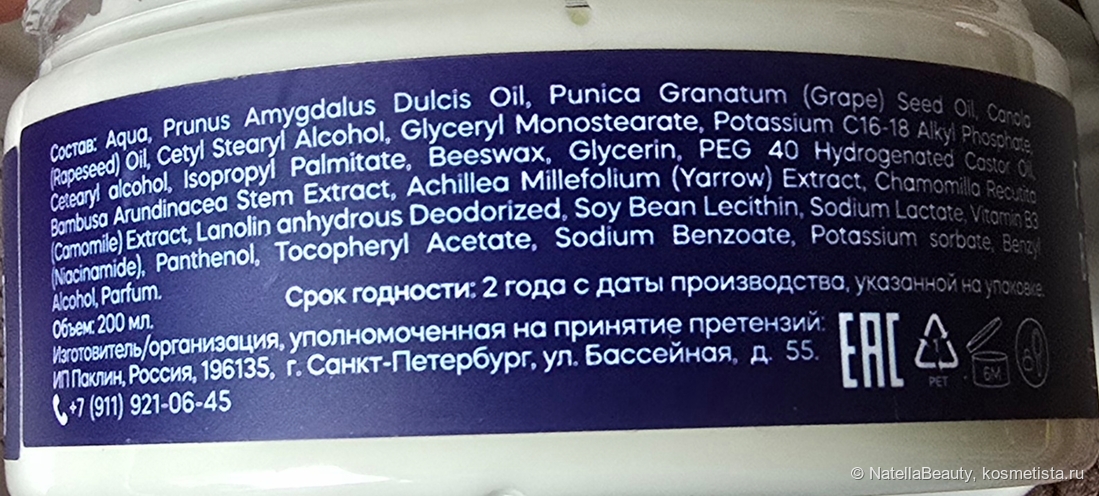 Состав: Aqua, Prunus Amygdalus Dulcis Oil, Punica Granatum (Grape) Seed Oil, Canola
(Rapeseed) Oil, Cetyl Stearyl Alcohol, Glyceryl Monostearate, Potassium C16-18 Alkyl Phosphate,
Cetearyl alcohol, Isopropyl Palmitate, Beeswax, Glycerin, PEG 40 Hydrogenated Castor Oil,
Bambusa Arundinacea Stem Extract, Achillea Millefolium (Yarrow) Extract, Chamomilla Recutita
(Camomile) Extract, Lanolin anhydrous Deodorized, Soy Bean Lecithin, Sodium Lactate, Vitamin B3
(Niacinamide), Panthenol, Tocopheryl Acetate, Sodium Benzoate, Potassium sorbate, Benzyl
Alcohol, Parfum.
Срок годности: 2 года с даты производства, указанной на упаковке.
Объем: 200 мл.
Изготовитель/организация, уполномоченная на принятие претензий:
ИП Паклин, Россия, 196135, г. Санкт-Петербург, ул. Бассейная, д. 55.
+7 (911) 921-06-45
EAC
1
PET
6M
© NatellaBeauty, kosmetista.ru